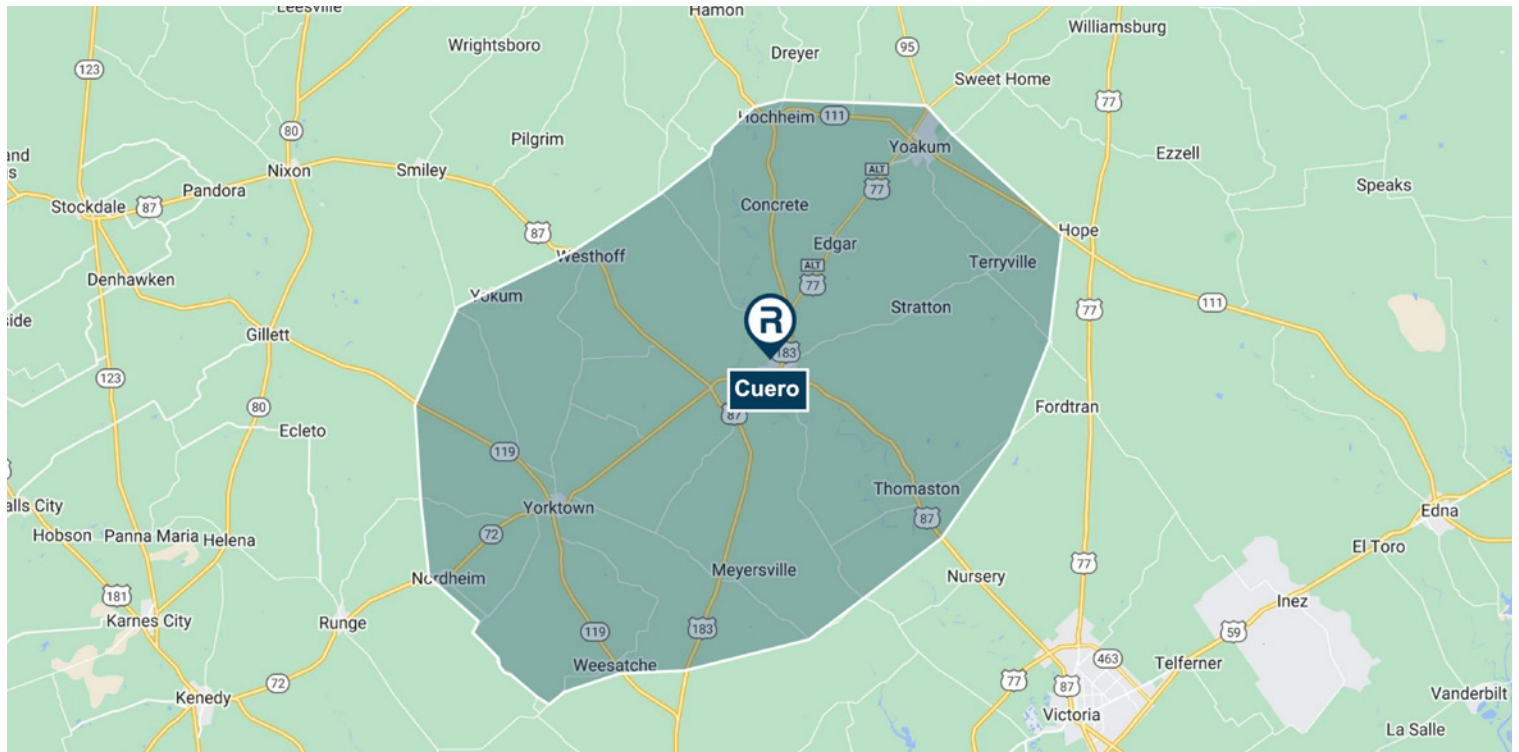 Leesville
Hamon
Williamsburg
Wrightsboro
Dreyer
95
123
Sweet Home
77
80
Hochheim
111
Pilgrim
Yoakum
Ezzell
and
s
Nixon
Smiley
ALT
77
Speaks
Pandora
Stockdale
87
Concrete
87
Hope
Edgar
Westhoff
Terryville
ALT
77
Denhawken
Yokum
Stratton
111
77
side
R
Gillett
183
123
Cuero
80
87
Fordtran
Ecleto
119
Thomaston
alls City
Yorktown
87
Edna
Hobson
Panna Maria
Helena
72
El Toro
77
Meyersville
Nordheim
Nursery
181
Inez
Karnes City
Runge
119
183
59
463
Weesatche
Telferner
72
77
87
Kenedy
Vanderbilt
Victoria
La Salle